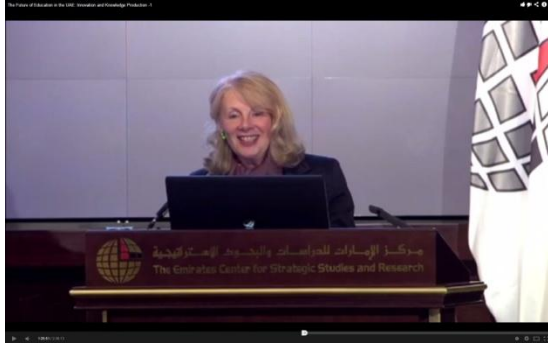 The Future of Education in the UAE: Innovation and Knowledge Production -1
مركز الإمارات للدراسات والبحوث الاستراتيجية
The Emirates Center for Strategic Studies and Research